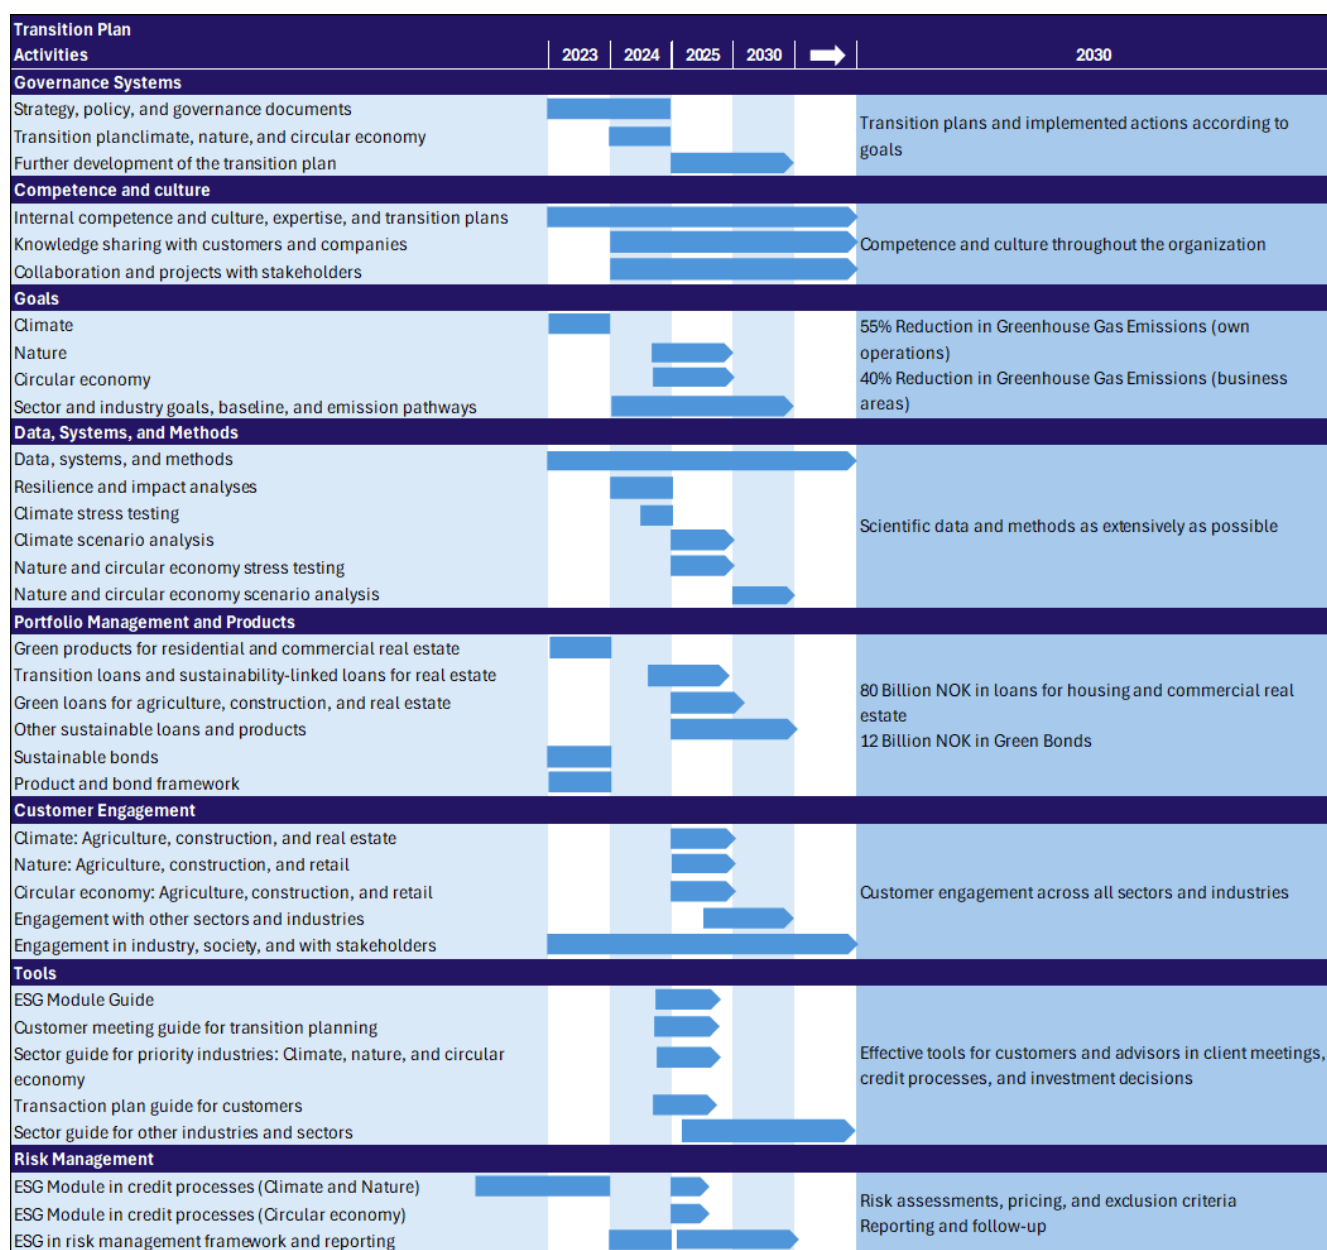 Transition Plan
Activities 2023 2024 2025 2030 2030
Governance Systems
Strategy, policy, and governance documents
Transition planclimate, nature, and circular economy
Further development of the transition plan
Transition plans and implemented actions according to
goals
Competence and culture
Internal competence and culture, expertise, and transition plans
Knowledge sharing with customers and companies
Collaboration and projects with stakeholders
Competence and culture throughout the organization
Goals
Climate
Nature
Circular economy
Sector and industry goals, baseline, and emission pathways
55% Reduction in Greenhouse Gas Emissions (own
operations)
40% Reduction in Greenhouse Gas Emissions (business
areas)
Data, Systems, and Methods
Data, systems, and methods
Resilience and impact analyses
Climate stress testing
Climate scenario analysis
Nature and circular economy stress testing
Nature and circular economy scenario analysis
Scientific data and methods as extensively as possible
Portfolio Management and Products
Green products for residential and commercial real estate
Transition loans and sustainability-linked loans for real estate
Green loans for agriculture, construction, and real estate
Other sustainable loans and products
Sustainable bonds
Product and bond framework
80 Billion NOK in loans for housing and commercial real
estate
12 Billion NOK in Green Bonds
Customer Engagement
Climate: Agriculture, construction, and real estate
Nature: Agriculture, construction, and retail
Circular economy: Agriculture, construction, and retail
Engagement with other sectors and industries
Engagement in industry, society, and with stakeholders
Customer engagement across all sectors and industries
Tools
ESG Module Guide
Customer meeting guide for transition planning
Sector guide for priority industries: Climate, nature, and circular
economy
Transaction plan guide for customers
Sector guide for other industries and sectors
Effective tools for customers and advisors in client meetings,
credit processes, and investment decisions
Risk Management
ESG Module in credit processes (Climate and Nature)
ESG Module in credit processes (Circular economy)
ESG in risk management framework and reporting
Risk assessments, pricing, and exclusion criteria
Reporting and follow-up